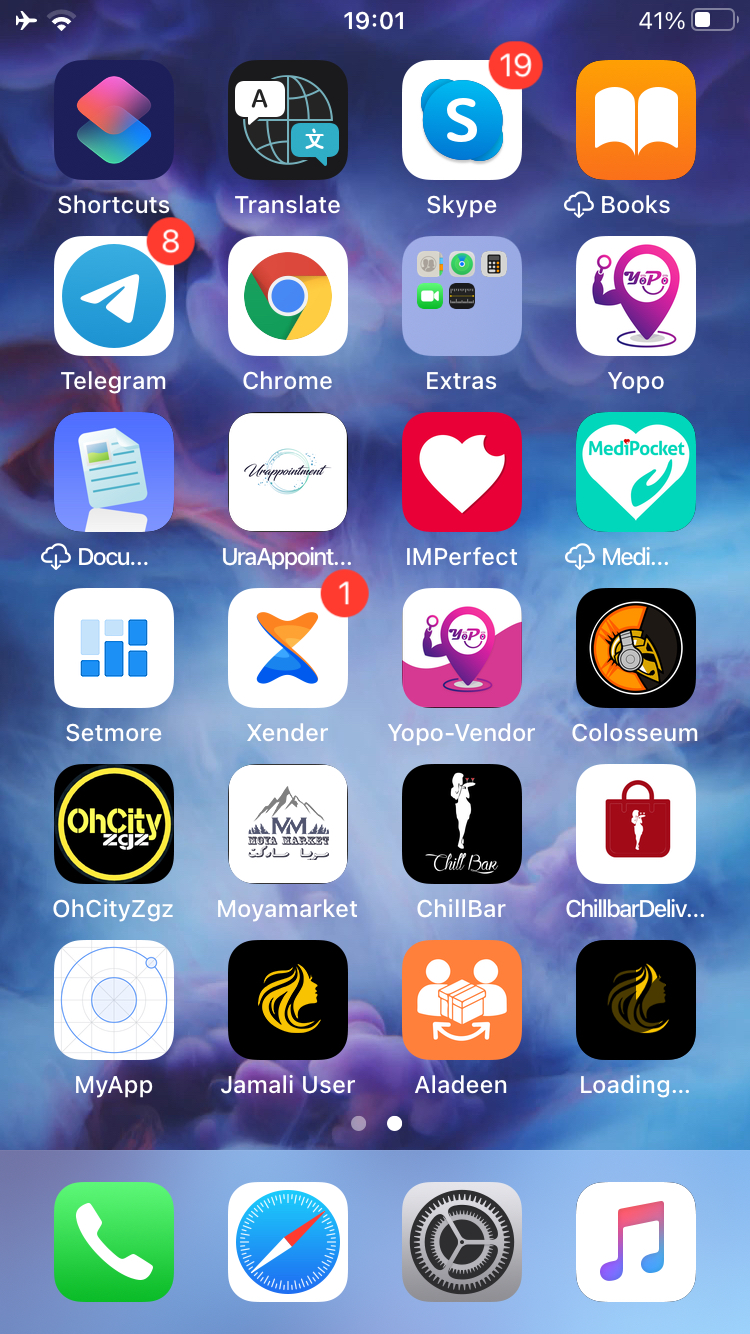 19:01
41%
A
文
S
19
Shortcuts
Translate
Skype
Books
8
YoPo
Telegram
Chrome
Extras
Yopo
Urappointment
MediPocket
Docu...
UraAppoint...
IMPerfect
Medi...
1
YoPo
Setmore
Xender
Yopo-Vendor
Colosseum
OhCity
zgz
MM
MOYA MARKET
Chill Bar
OhCityZgz
Moyamarket
ChillBar
ChillbarDeliv...
MyApp
Jamali User
Aladeen
Loading...